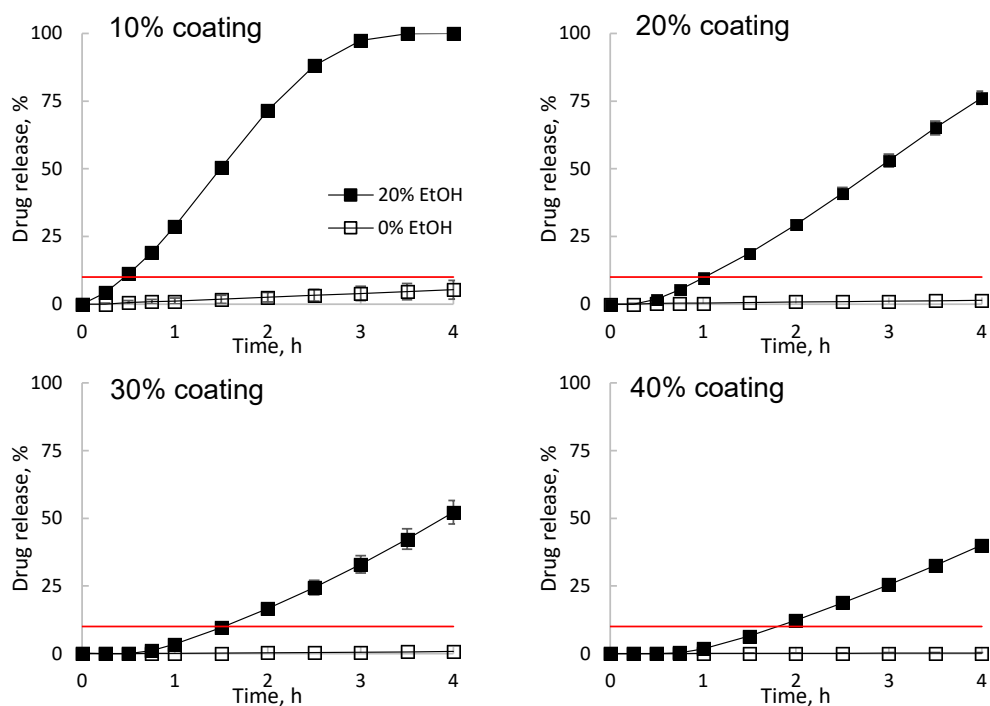 10% coating
100
75
50
25
0
Drug release, %
20% EtOH
0% EtOH
0 1 2 3 4
Time, h
20% coating
100
75
50
25
0
Drug release, %
0 1 2 3 4
Time, h
30% coating
100
75
50
25
0
Drug release, %
0 1 2 3 4
Time, h
40% coating
100
75
50
25
0
Drug release, %
0 1 2 3 4
Time, h